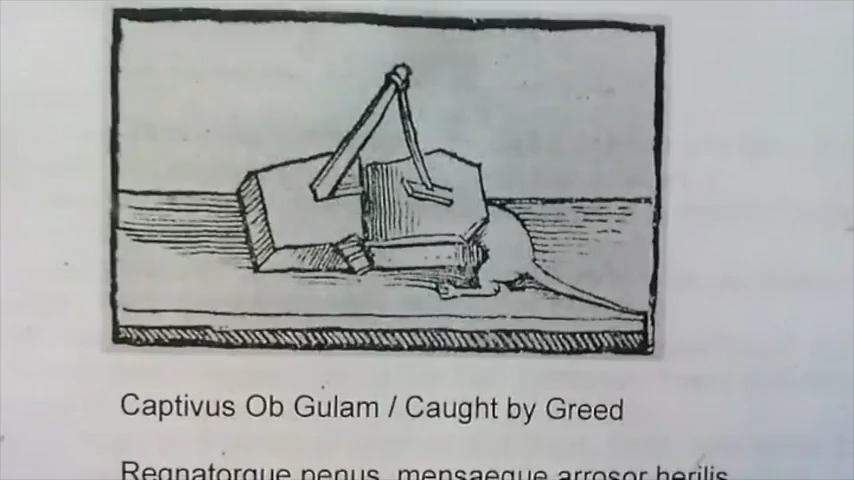 Captivus Ob Gulam / Caught by Greed
Regnatorque penus, mensaeque arrosor herilis